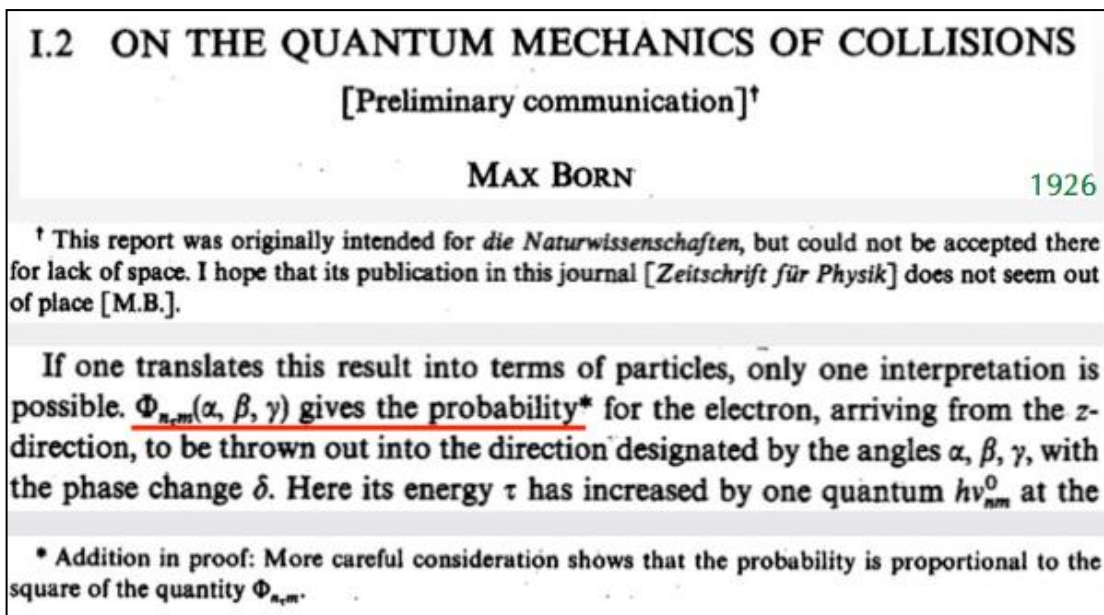 I.2 ON THE QUANTUM MECHANICS OF COLLISIONS
[Preliminary communication]†
MAX BORN
1926
† This report was originally intended for die Naturwissenschaften, but could not be accepted there
for lack of space. I hope that its publication in this journal [Zeitschrift für Physik] does not seem out
of place [M.B.].
If one translates this result into terms of particles, only one interpretation is
possible. Φn,m(α, β, γ) gives the probability* for the electron, arriving from the z-
direction, to be thrown out into the direction designated by the angles α, β, γ, with
the phase change δ. Here its energy τ has increased by one quantum hν⁰nm at the
* Addition in proof: More careful consideration shows that the probability is proportional to the
square of the quantity Φn,m.